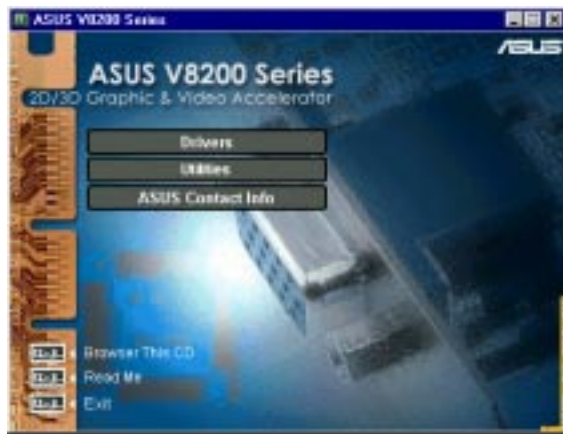 ASUS V8200 Series
ASUS
ASUS V8200 Series
2D/3D Graphic & Video Accelerator
Drivers
Utilities
ASUS Contact Info
Browser This CD
Read Me
Exit